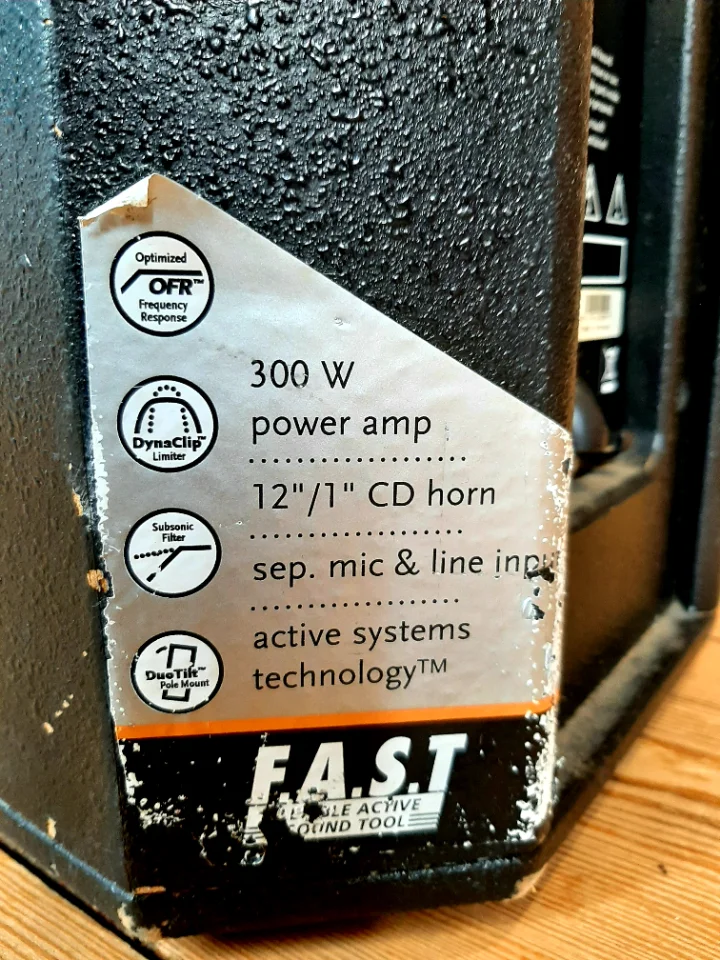 Optimized
OFR™
Frequency
Response
300 W
power amp
DynaClip™
Limiter
12"/1" CD horn
Subsonic
Filter
sep. mic & line
active systems
technology™
DuoTilt™
Pole Mount
F.A.S.T
ACTIVE
TOOL